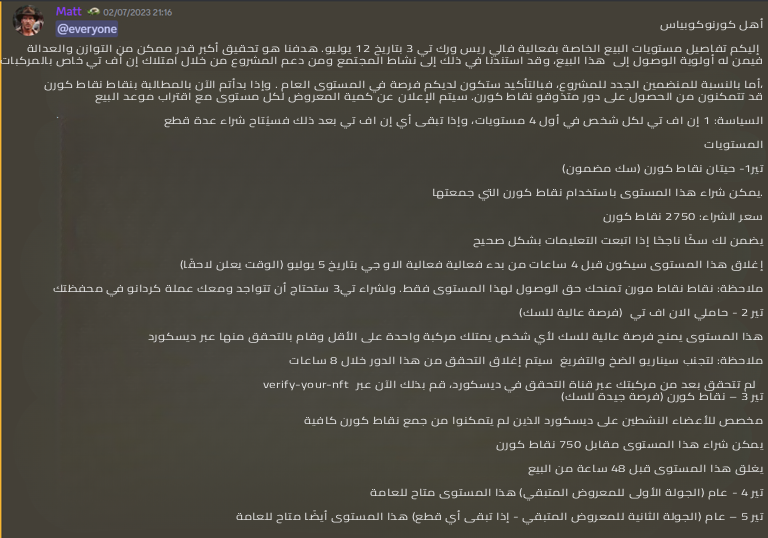 Matt 02/07/2023 21:16
@everyone
أهل كورنوكوبياس
إليكم تفاصيل مستويات البيع الخاصة بفعالية فالي ريس ورك تي 3 بتاريخ 12 يوليو. هدفنا هو تحقيق أكبر قدر ممكن من التوازن والعدالة
فيمن له أولوية الوصول إلى هذا البيع، وقد استندنا في ذلك إلى نشاط المجتمع ومن دعم المشروع من خلال امتلاك إن أف تي خاص بالمركبات
،أما بالنسبة للمنضمين الجدد للمشروع، فبالتأكيد ستكون لديكم فرصة في المستوى العام . وإذا بدأتم الآن بالمطالبة بنقاط نقاط كورن
قد تتمكنون من الحصول على دور متذوقو نقاط كورن. سيتم الإعلان عن كمية المعروض لكل مستوى مع اقتراب موعد البيع
السياسة: 1 إن اف تي لكل شخص في أول 4 مستويات، وإذا تبقى أي إن اف تي بعد ذلك فسيُتاح شراء عدة قطع
المستويات
تير1- حيتان نقاط كورن (سك مضمون)
.يمكن شراء هذا المستوى باستخدام نقاط كورن التي جمعتها
سعر الشراء: 2750 نقاط كورن
يضمن لك سكًا ناجحًا إذا اتبعت التعليمات بشكل صحيح
إغلاق هذا المستوى سيكون قبل 4 ساعات من بدء فعالية فعالية الاو جي بتاريخ 5 يوليو (الوقت يعلن لاحقًا)
ملاحظة: نقاط نقاط مورن تمنحك حق الوصول لهذا المستوى فقط. ولشراء تي3 ستحتاج أن تتواجد ومعك عملة كردانو في محفظتك
تير 2 - حاملي الان اف تي (فرصة عالية للسك)
هذا المستوى يمنح فرصة عالية للسك لأي شخص يمتلك مركبة واحدة على الأقل وقام بالتحقق منها عبر ديسكورد
ملاحظة: لتجنب سيناريو الضخ والتفريغ سيتم إغلاق التحقق من هذا الدور خلال 8 ساعات
لم تتحقق بعد من مركبتك عبر قناة التحقق في ديسكورد، قم بذلك الآن عبر verify-your-nft
تير 3 – نقاط كورن (فرصة جيدة للسك)
مخصص للأعضاء النشطين على ديسكورد الذين لم يتمكنوا من جمع نقاط كورن كافية
يمكن شراء هذا المستوى مقابل 750 نقاط كورن
يغلق هذا المستوى قبل 48 ساعة من البيع
تير 4 - عام (الجولة الأولى للمعروض المتبقي) هذا المستوى متاح للعامة
تير 5 – عام (الجولة الثانية للمعروض المتبقي - إذا تبقى أي قطع) هذا المستوى أيضًا متاح للعامة